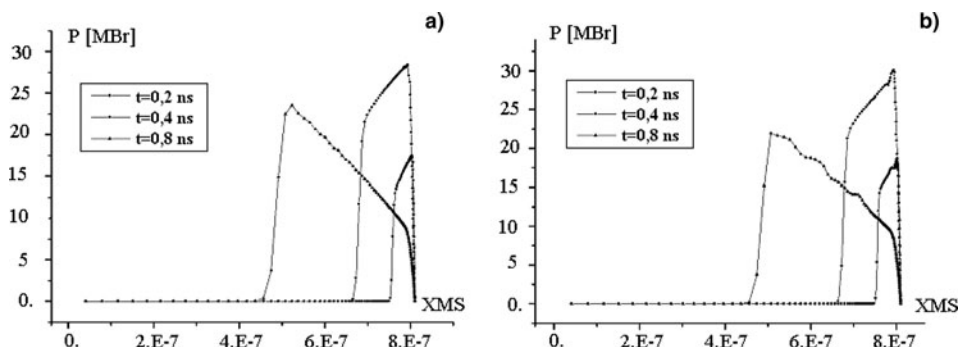 a)
P [MBr]
30
25
20
15
10
5
0.
t=0,2 ns
t=0,4 ns
t=0,8 ns
XMS
0. 2.E-7 4.E-7 6.E-7 8.E-7
b)
P [MBr]
30
25
20
15
10
5
0.
t=0,2 ns
t=0,4 ns
t=0,8 ns
XMS
0. 2.E-7 4.E-7 6.E-7 8.E-7